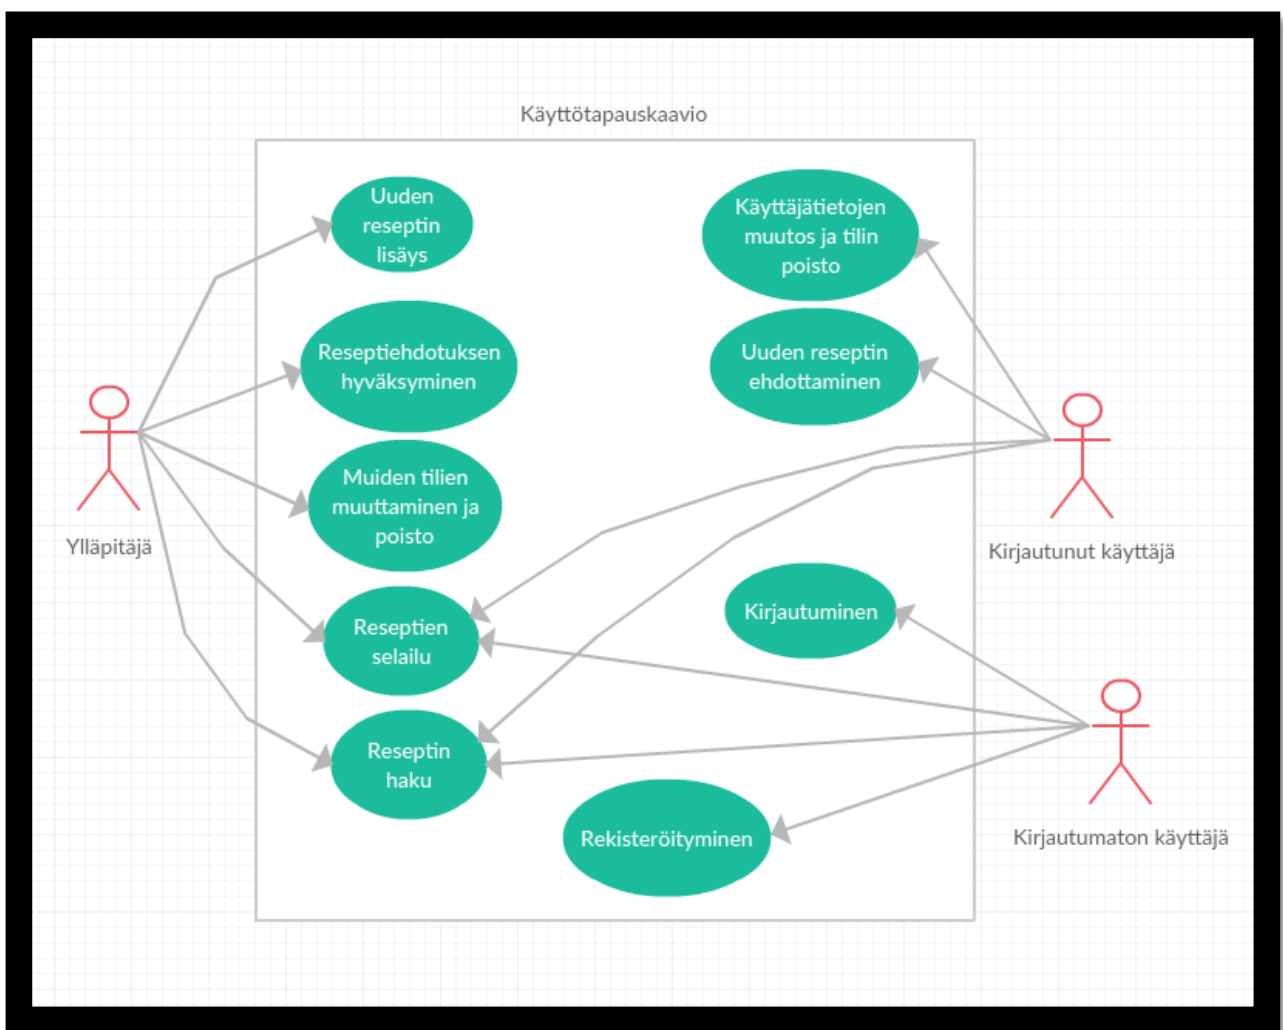 Käyttötapauskaavio
Uuden
reseptin
lisäys
Käyttäjätietojen
muutos ja tilin
poisto
Reseptiehdotuksen
hyväksyminen
Uuden reseptin
ehdottaminen
Muiden tilien
muuttaminen ja
poisto
Ylläpitäjä
Kirjautunut käyttäjä
Reseptien
selailu
Kirjautuminen
Reseptin
haku
Rekisteröityminen
Kirjautumaton käyttäjä